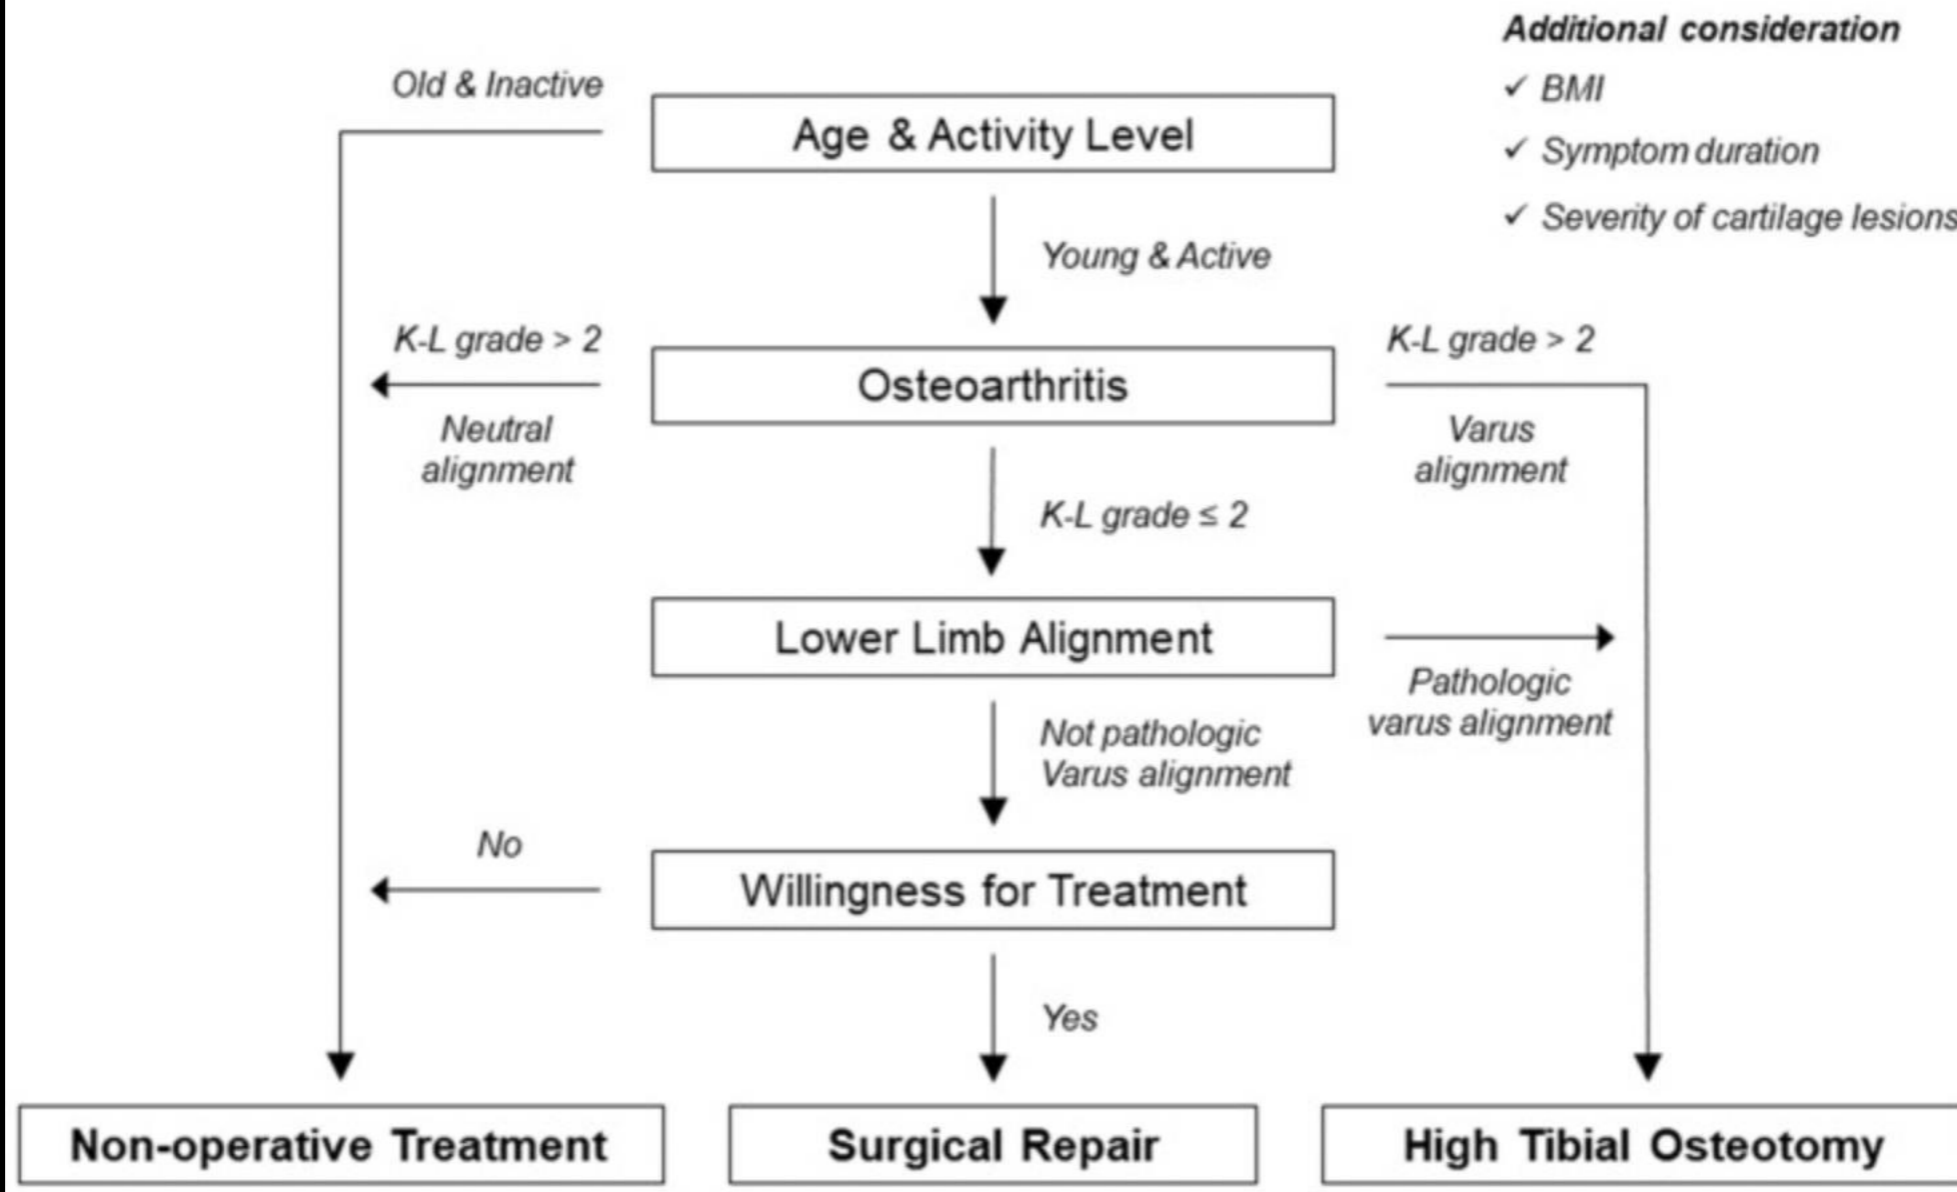 Additional consideration
✓ BMI
✓ Symptom duration
✓ Severity of cartilage lesions
Old & Inactive
Age & Activity Level
Young & Active
K-L grade > 2
Neutral
alignment
Osteoarthritis
K-L grade > 2
Varus
alignment
K-L grade ≤ 2
Lower Limb Alignment
Pathologic
varus alignment
Not pathologic
Varus alignment
No
Willingness for Treatment
Yes
Non-operative Treatment
Surgical Repair
High Tibial Osteotomy